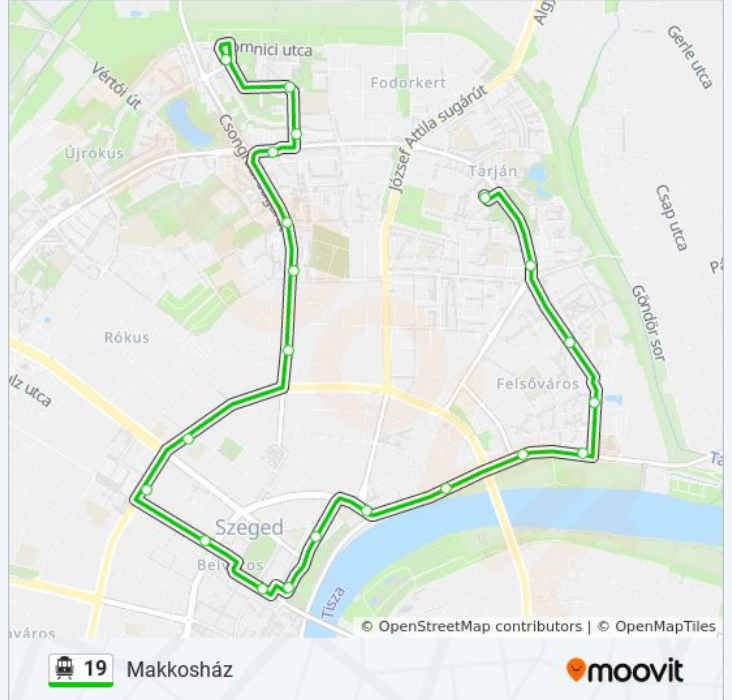 Gerle utca
Fodorkert
Vértói út
József Attila sugárút
Újrókus
Tarján
Csap utca
Göndör sor
Rókus
Felsőváros
Szeged
Tisza
© OpenStreetMap contributors | © OpenMapTiles
19 Makkosház
moovit